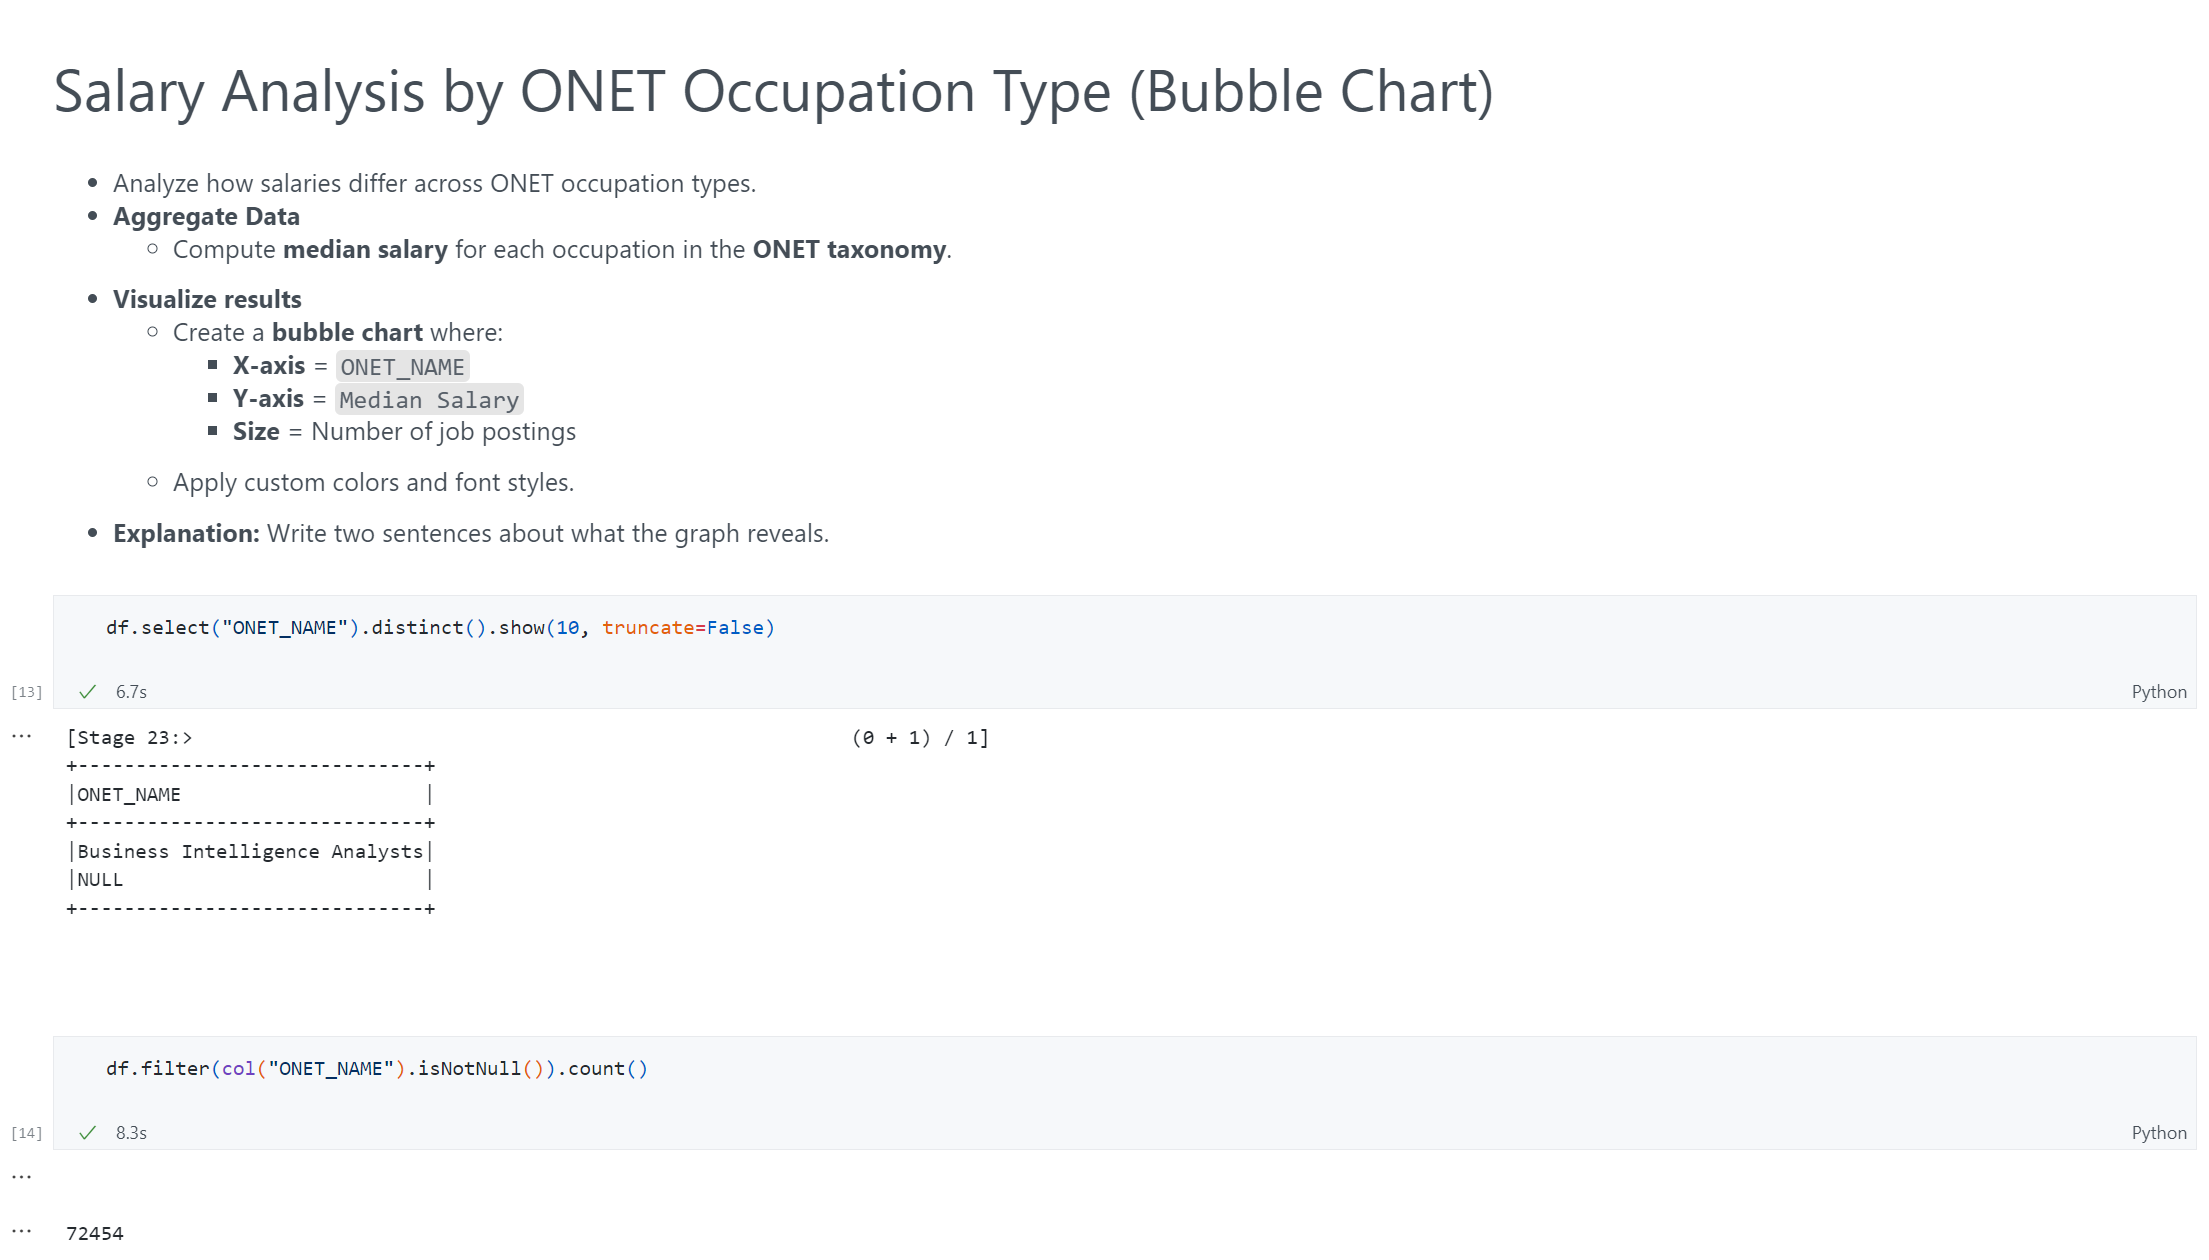 Salary Analysis by ONET Occupation Type (Bubble Chart)
• Analyze how salaries differ across ONET occupation types.
• Aggregate Data
◦ Compute median salary for each occupation in the ONET taxonomy.
• Visualize results
◦ Create a bubble chart where:
▪ X-axis = ONET_NAME
▪ Y-axis = Median Salary
▪ Size = Number of job postings
◦ Apply custom colors and font styles.
• Explanation: Write two sentences about what the graph reveals.
df.select("ONET_NAME").distinct().show(10, truncate=False)
[13] ✓ 6.7s Python
... [Stage 23:> (0 + 1) / 1]
+------------------------------+
|ONET_NAME                     |
+------------------------------+
|Business Intelligence Analysts|
|NULL                          |
+------------------------------+
df.filter(col("ONET_NAME").isNotNull()).count()
[14] ✓ 8.3s Python
...
... 72454